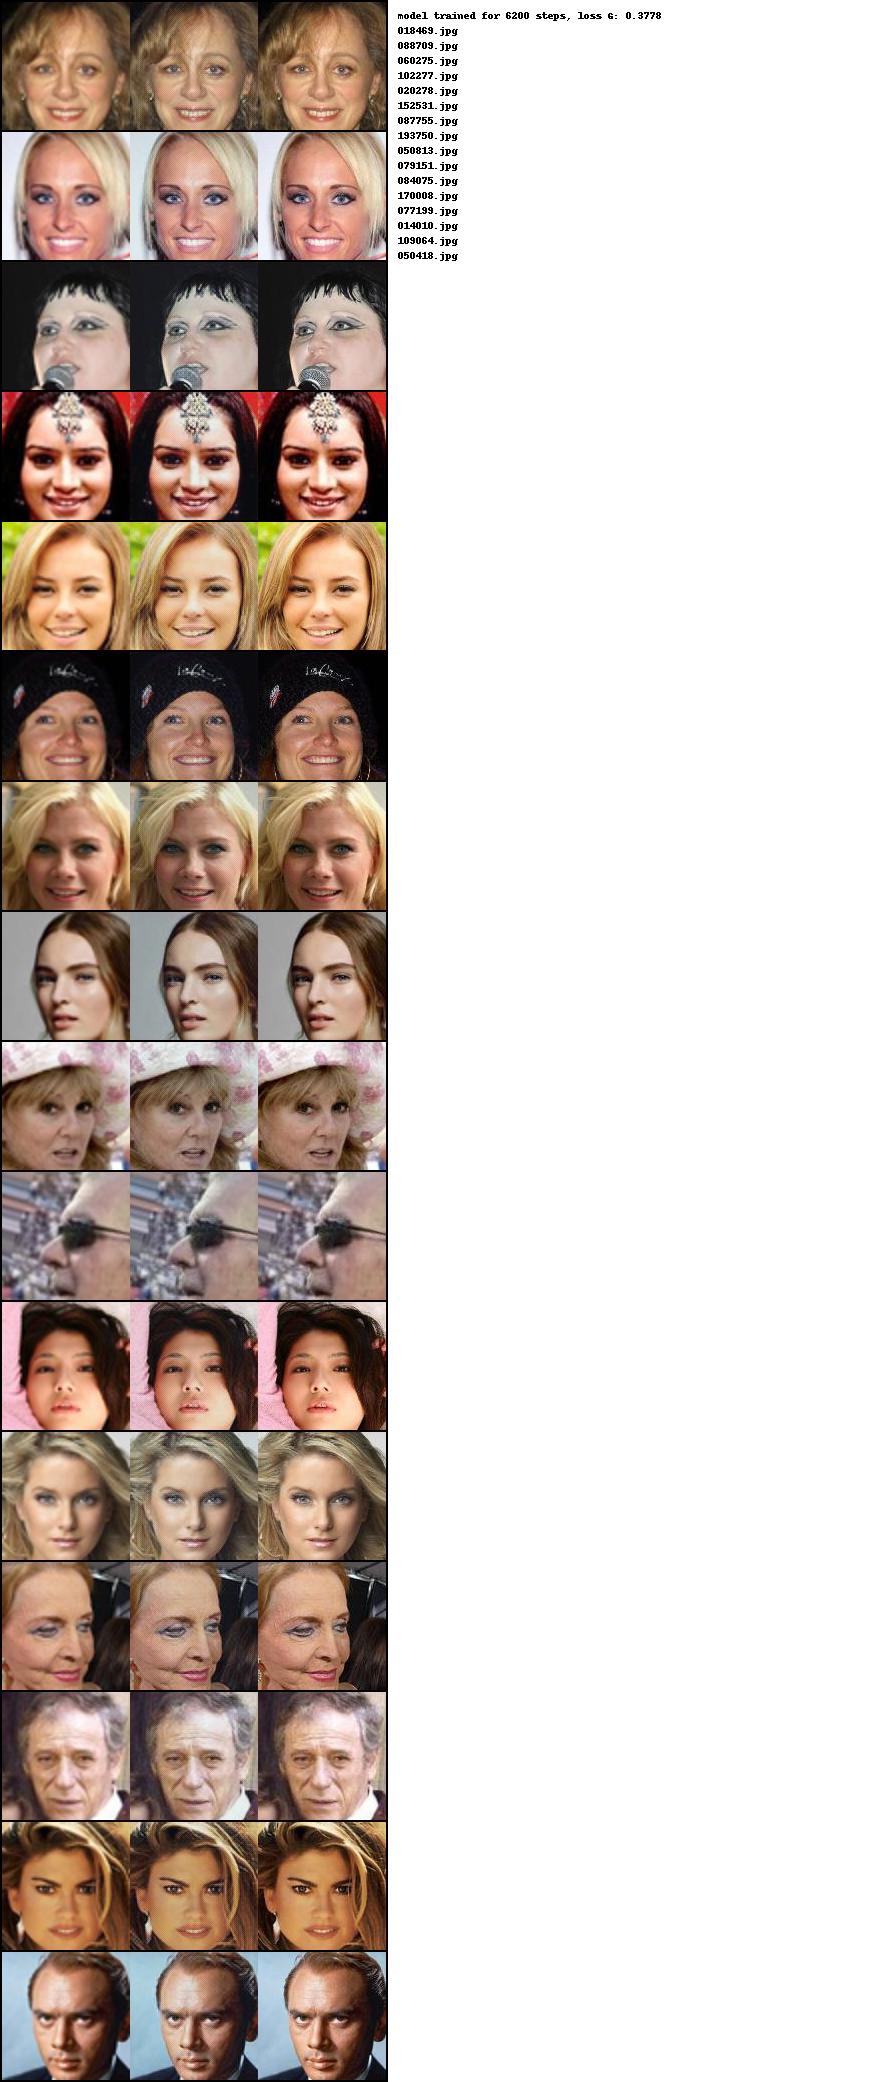 model trained for 6200 steps, loss G: 0.3778
018469.jpg
088709.jpg
060275.jpg
102277.jpg
020278.jpg
152531.jpg
087755.jpg
193750.jpg
050813.jpg
079151.jpg
084075.jpg
170008.jpg
077199.jpg
014010.jpg
109064.jpg
050418.jpg